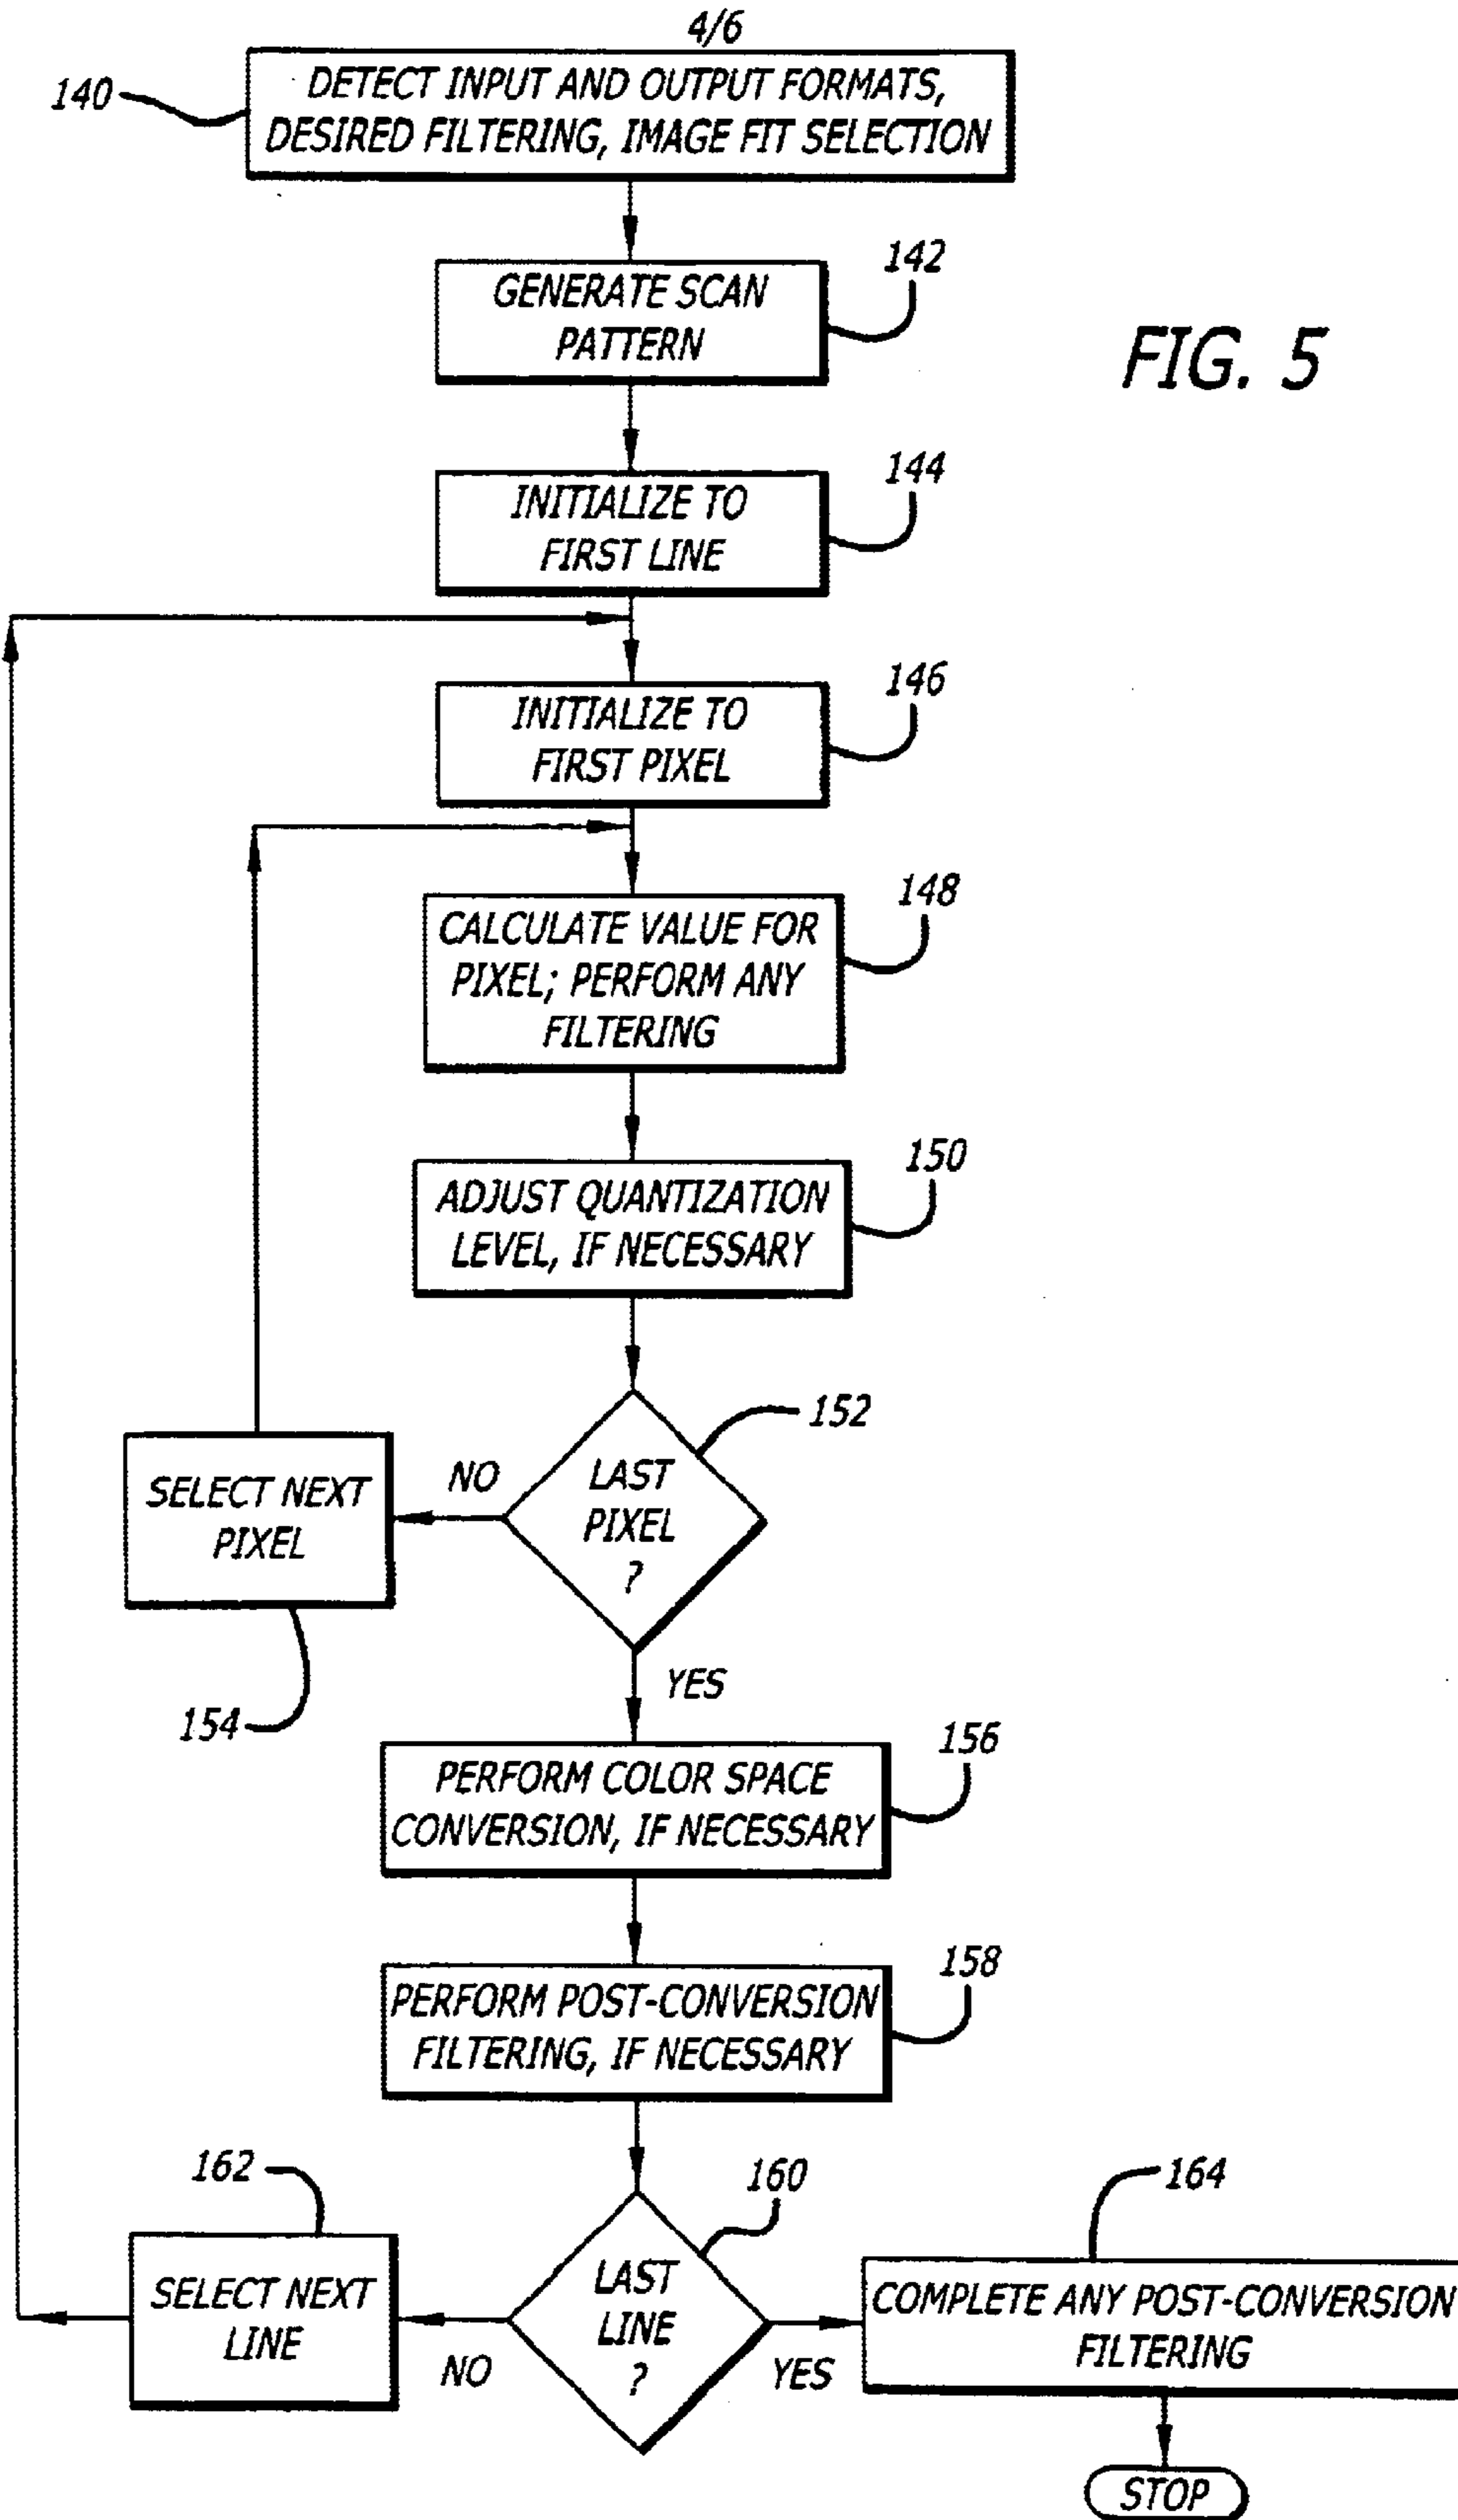 4/6
140
DETECT INPUT AND OUTPUT FORMATS,
DESIRED FILTERING, IMAGE FIT SELECTION
142
GENERATE SCAN
PATTERN
FIG. 5
144
INITIALIZE TO
FIRST LINE
146
INITIALIZE TO
FIRST PIXEL
148
CALCULATE VALUE FOR
PIXEL; PERFORM ANY
FILTERING
150
ADJUST QUANTIZATION
LEVEL, IF NECESSARY
152
LAST
PIXEL
?
NO
SELECT NEXT
PIXEL
154
YES
156
PERFORM COLOR SPACE
CONVERSION, IF NECESSARY
158
PERFORM POST-CONVERSION
FILTERING, IF NECESSARY
160
LAST
LINE
?
162
SELECT NEXT
LINE
NO
YES
164
COMPLETE ANY POST-CONVERSION
FILTERING
STOP